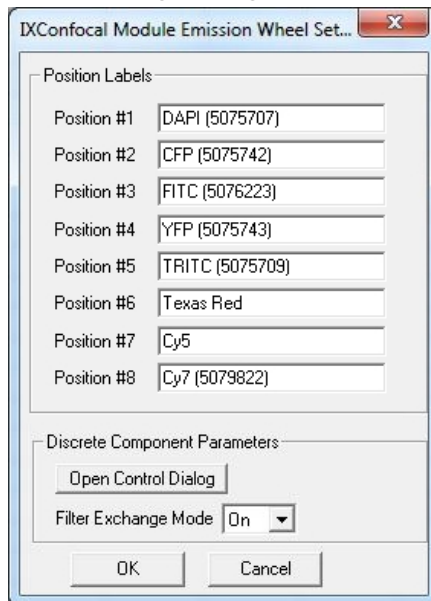 IXConfocal Module Emission Wheel Set...
Position Labels
Position #1 DAPI (5075707)
Position #2 CFP (5075742)
Position #3 FITC (5076223)
Position #4 YFP (5075743)
Position #5 TRITC (5075709)
Position #6 Texas Red
Position #7 Cy5
Position #8 Cy7 (5079822)
Discrete Component Parameters
Open Control Dialog
Filter Exchange Mode On
OK Cancel